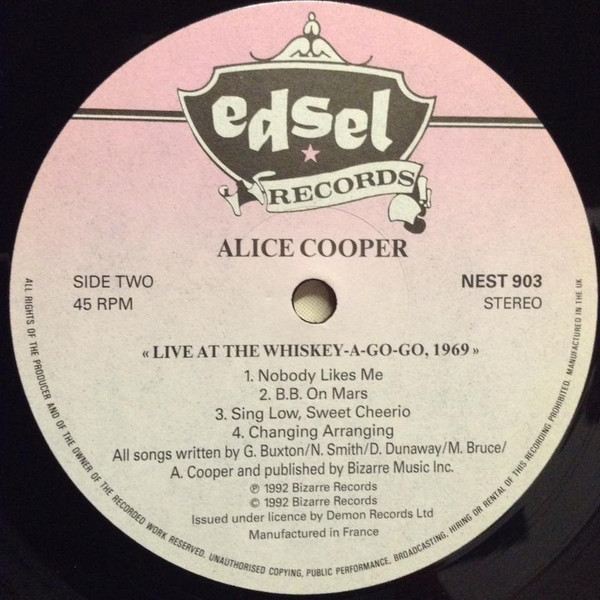 edsel
RECORDS
ALICE COOPER
SIDE TWO
45 RPM
NEST 903
STEREO
« LIVE AT THE WHISKEY-A-GO-GO, 1969 »
1. Nobody Likes Me
2. B.B. On Mars
3. Sing Low, Sweet Cheerio
4. Changing Arranging
All songs written by G. Buxton/N. Smith/D. Dunaway/M. Bruce/
A. Cooper and published by Bizarre Music Inc.
℗ 1992 Bizarre Records
© 1992 Bizarre Records
Issued under licence by Demon Records Ltd
Manufactured in France
ALL RIGHTS OF THE PRODUCER AND OF THE OWNER OF THE RECORDED WORK RESERVED. UNAUTHORISED COPYING, PUBLIC PERFORMANCE, BROADCASTING, HIRING OR RENTAL OF THIS RECORDING PROHIBITED. MANUFACTURED IN THE UK